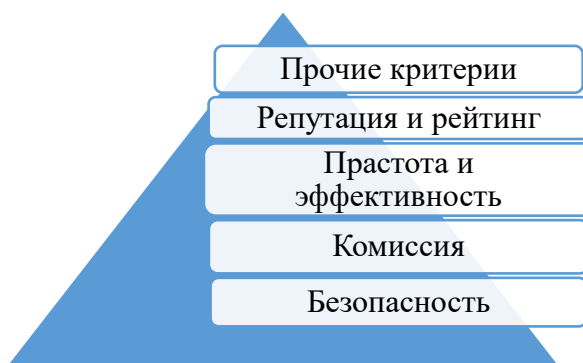 Прочие критерии
Репутация и рейтинг
Прастота и
эффективность
Комиссия
Безопасность